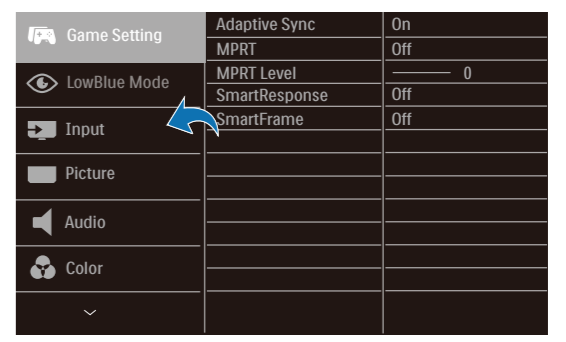 Game Setting
LowBlue Mode
Input
Picture
Audio
Color
Adaptive Sync On
MPRT Off
MPRT Level 0
SmartResponse Off
SmartFrame Off